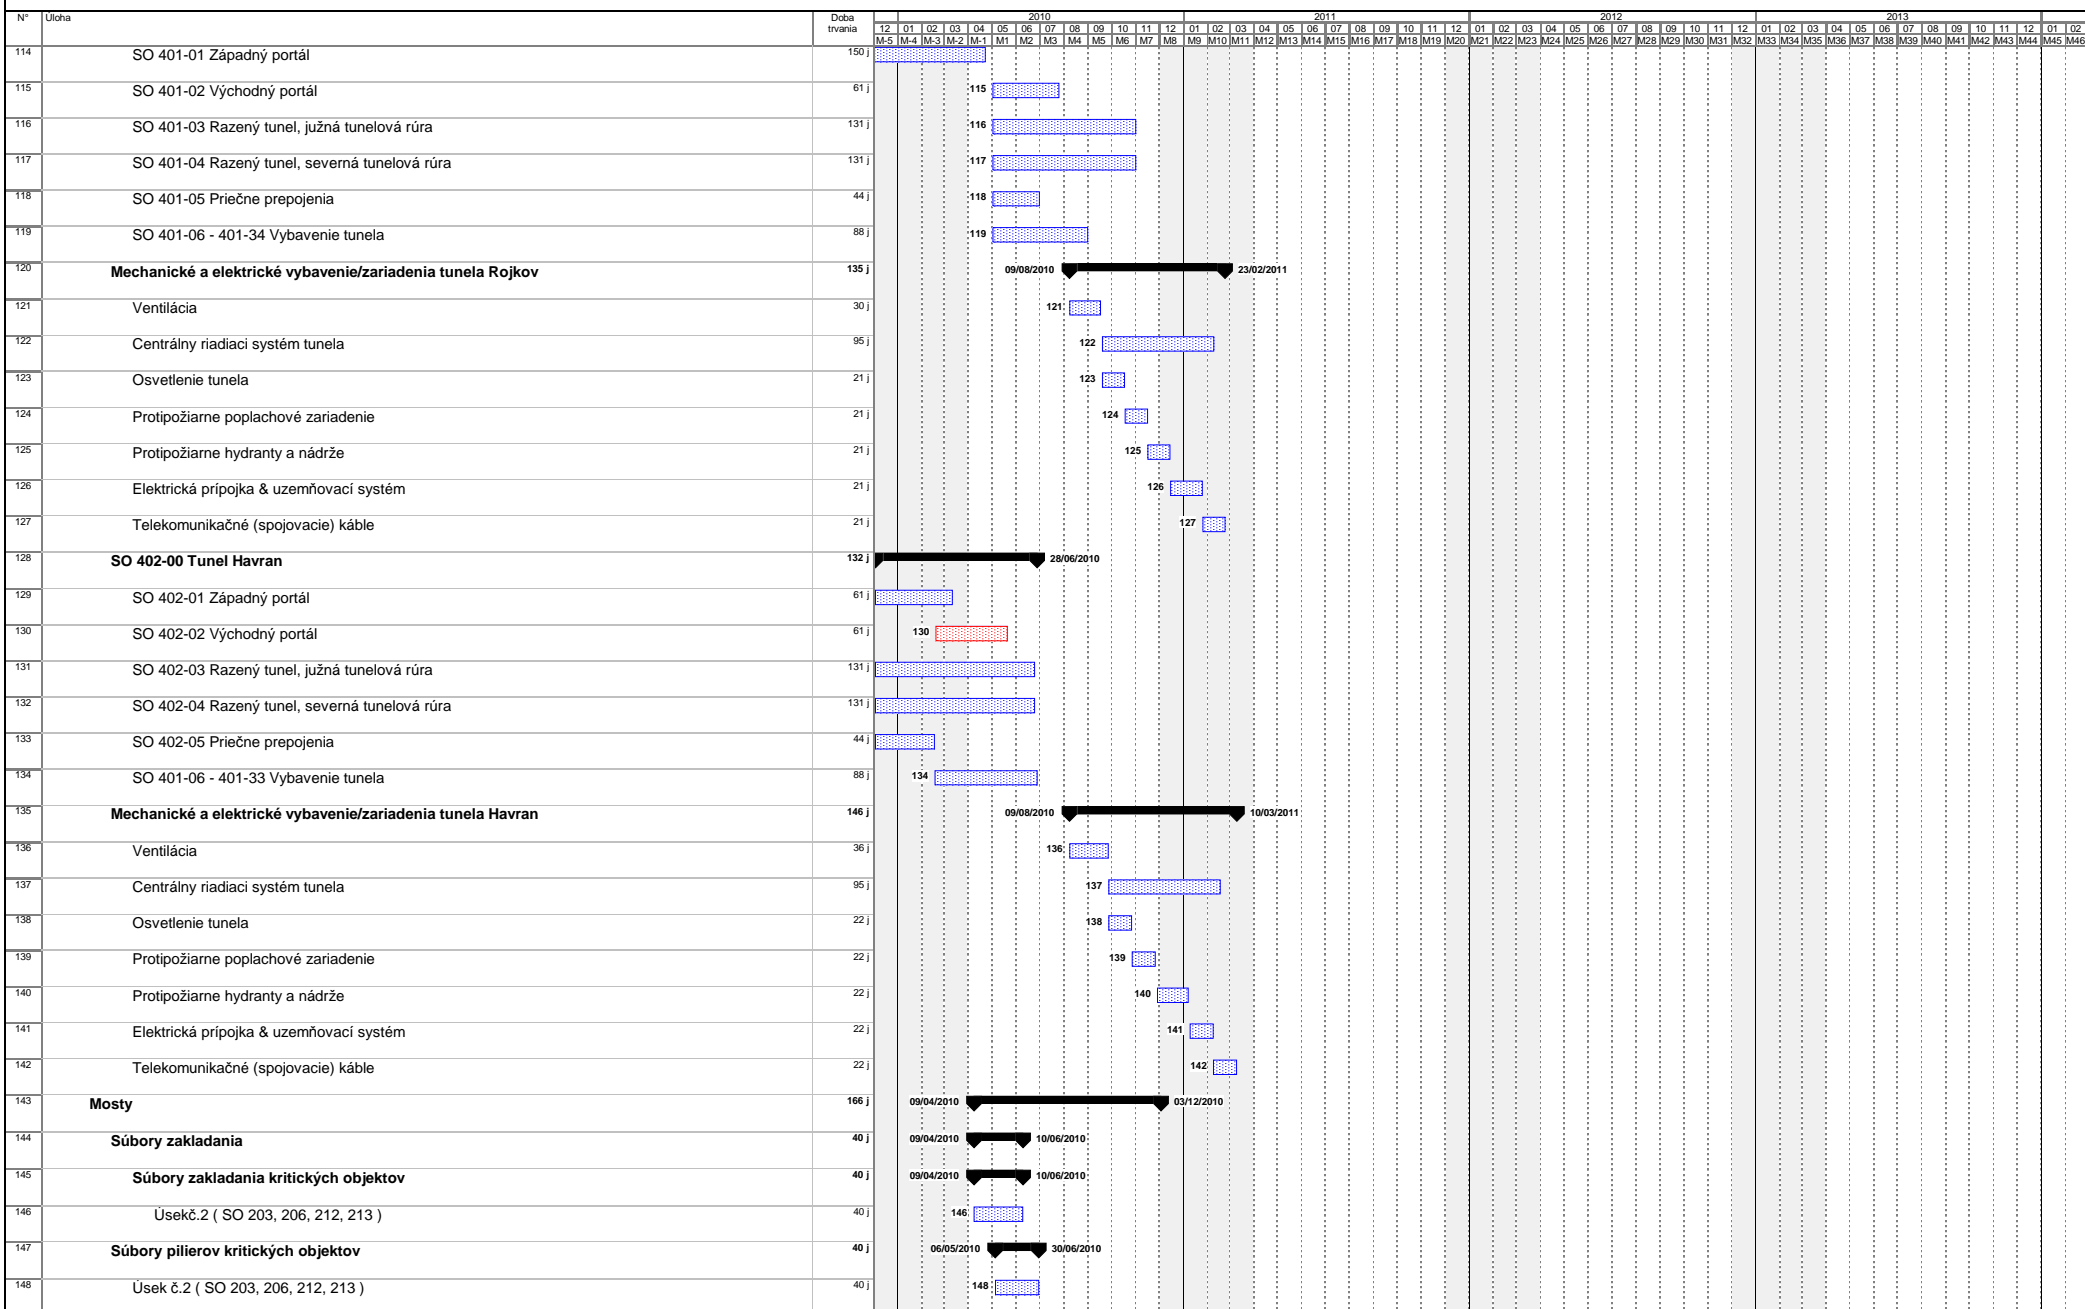 N° Úloha Doba trvania 2010 2011 2012 2013
12 01 02 03 04 05 06 07 08 09 10 11 12 01 02 03 04 05 06 07 08 09 10 11 12 01 02 03 04 05 06 07 08 09 10 11 12 01 02 03 04 05 06 07 08 09 10 11 12 01 02
M-5 M-4 M-3 M-2 M-1 M1 M2 M3 M4 M5 M6 M7 M8 M9 M10 M11 M12 M13 M14 M15 M16 M17 M18 M19 M20 M21 M22 M23 M24 M25 M26 M27 M28 M29 M30 M31 M32 M33 M34 M35 M36 M37 M38 M39 M40 M41 M42 M43 M44 M45 M46
114 SO 401-01 Západný portál 150 j
115 SO 401-02 Východný portál 61 j 115
116 SO 401-03 Razený tunel, južná tunelová rúra 131 j 116
117 SO 401-04 Razený tunel, severná tunelová rúra 131 j 117
118 SO 401-05 Priečne prepojenia 44 j 118
119 SO 401-06 - 401-34 Vybavenie tunela 88 j 119
120 Mechanické a elektrické vybavenie/zariadenia tunela Rojkov 135 j 09/08/2010 23/02/2011
121 Ventilácia 30 j 121
122 Centrálny riadiaci systém tunela 95 j 122
123 Osvetlenie tunela 21 j 123
124 Protipožiarne poplachové zariadenie 21 j 124
125 Protipožiarne hydranty a nádrže 21 j 125
126 Elektrická prípojka & uzemňovací systém 21 j 126
127 Telekomunikačné (spojovacie) káble 21 j 127
128 SO 402-00 Tunel Havran 132 j 28/06/2010
129 SO 402-01 Západný portál 61 j
130 SO 402-02 Východný portál 61 j 130
131 SO 402-03 Razený tunel, južná tunelová rúra 131 j
132 SO 402-04 Razený tunel, severná tunelová rúra 131 j
133 SO 402-05 Priečne prepojenia 44 j
134 SO 401-06 - 401-33 Vybavenie tunela 88 j 134
135 Mechanické a elektrické vybavenie/zariadenia tunela Havran 146 j 09/08/2010 10/03/2011
136 Ventilácia 36 j 136
137 Centrálny riadiaci systém tunela 95 j 137
138 Osvetlenie tunela 22 j 138
139 Protipožiarne poplachové zariadenie 22 j 139
140 Protipožiarne hydranty a nádrže 22 j 140
141 Elektrická prípojka & uzemňovací systém 22 j 141
142 Telekomunikačné (spojovacie) káble 22 j 142
143 Mosty 166 j 09/04/2010 03/12/2010
144 Súbory zakladania 40 j 09/04/2010 10/06/2010
145 Súbory zakladania kritických objektov 40 j 09/04/2010 10/06/2010
146 Úsekč.2 ( SO 203, 206, 212, 213 ) 40 j 146
147 Súbory pilierov kritických objektov 40 j 06/05/2010 30/06/2010
148 Úsek č.2 ( SO 203, 206, 212, 213 ) 40 j 148